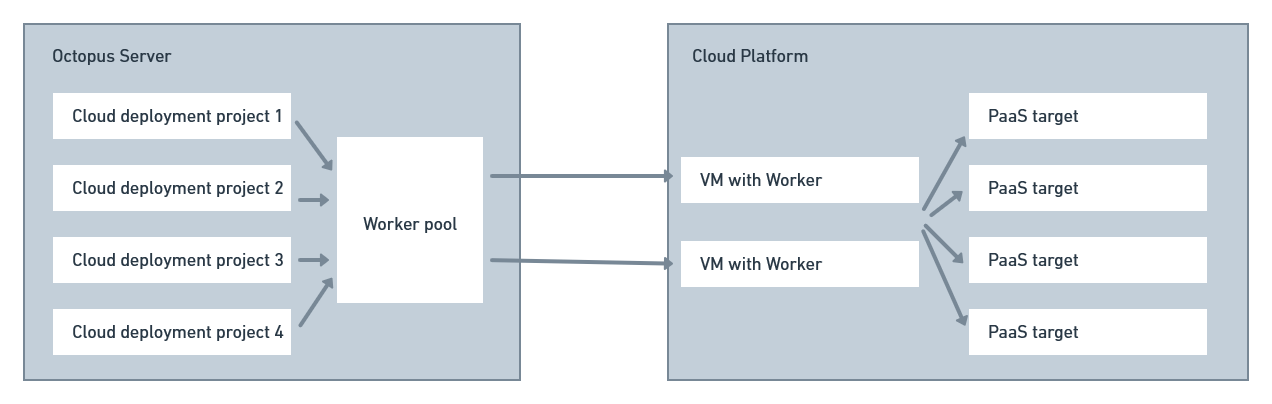 Octopus Server
Cloud deployment project 1
Cloud deployment project 2
Cloud deployment project 3
Cloud deployment project 4
Worker pool
Cloud Platform
VM with Worker
VM with Worker
PaaS target
PaaS target
PaaS target
PaaS target